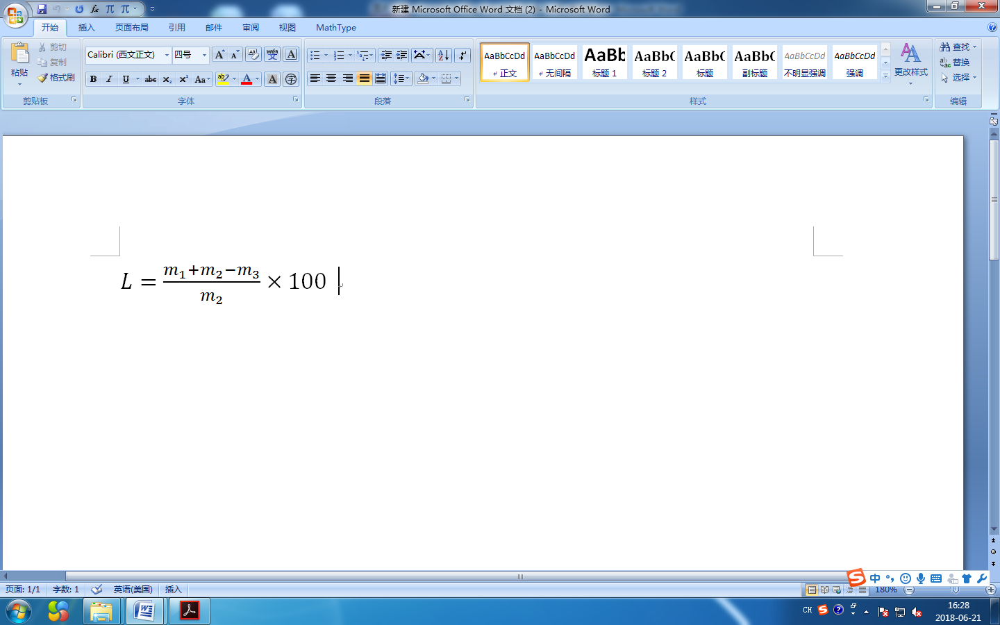 新建 Microsoft Office Word 文档 (2) - Microsoft Word
开始 插入 页面布局 引用 邮件 审阅 视图 MathType
粘贴 剪切 复制 格式刷 剪贴板
Calibri (西文正文) 四号
B I U abc x₂ x² Aa A A 字
字体
段落
AaBbCcDd AaBbCcDd AaBb AaBbC AaBbC AaBbC AaBbCcDd AaBbCcDd
正文 无间隔 标题 1 标题 2 标题 副标题 不明显强调 强调
更改样式
样式
查找 替换 选择 编辑
L = (m₁+m₂−m₃)/m₂ × 100
中
页面: 1/1 字数: 1 英语(美国) 插入 180%
CH 16:28
2018-06-21